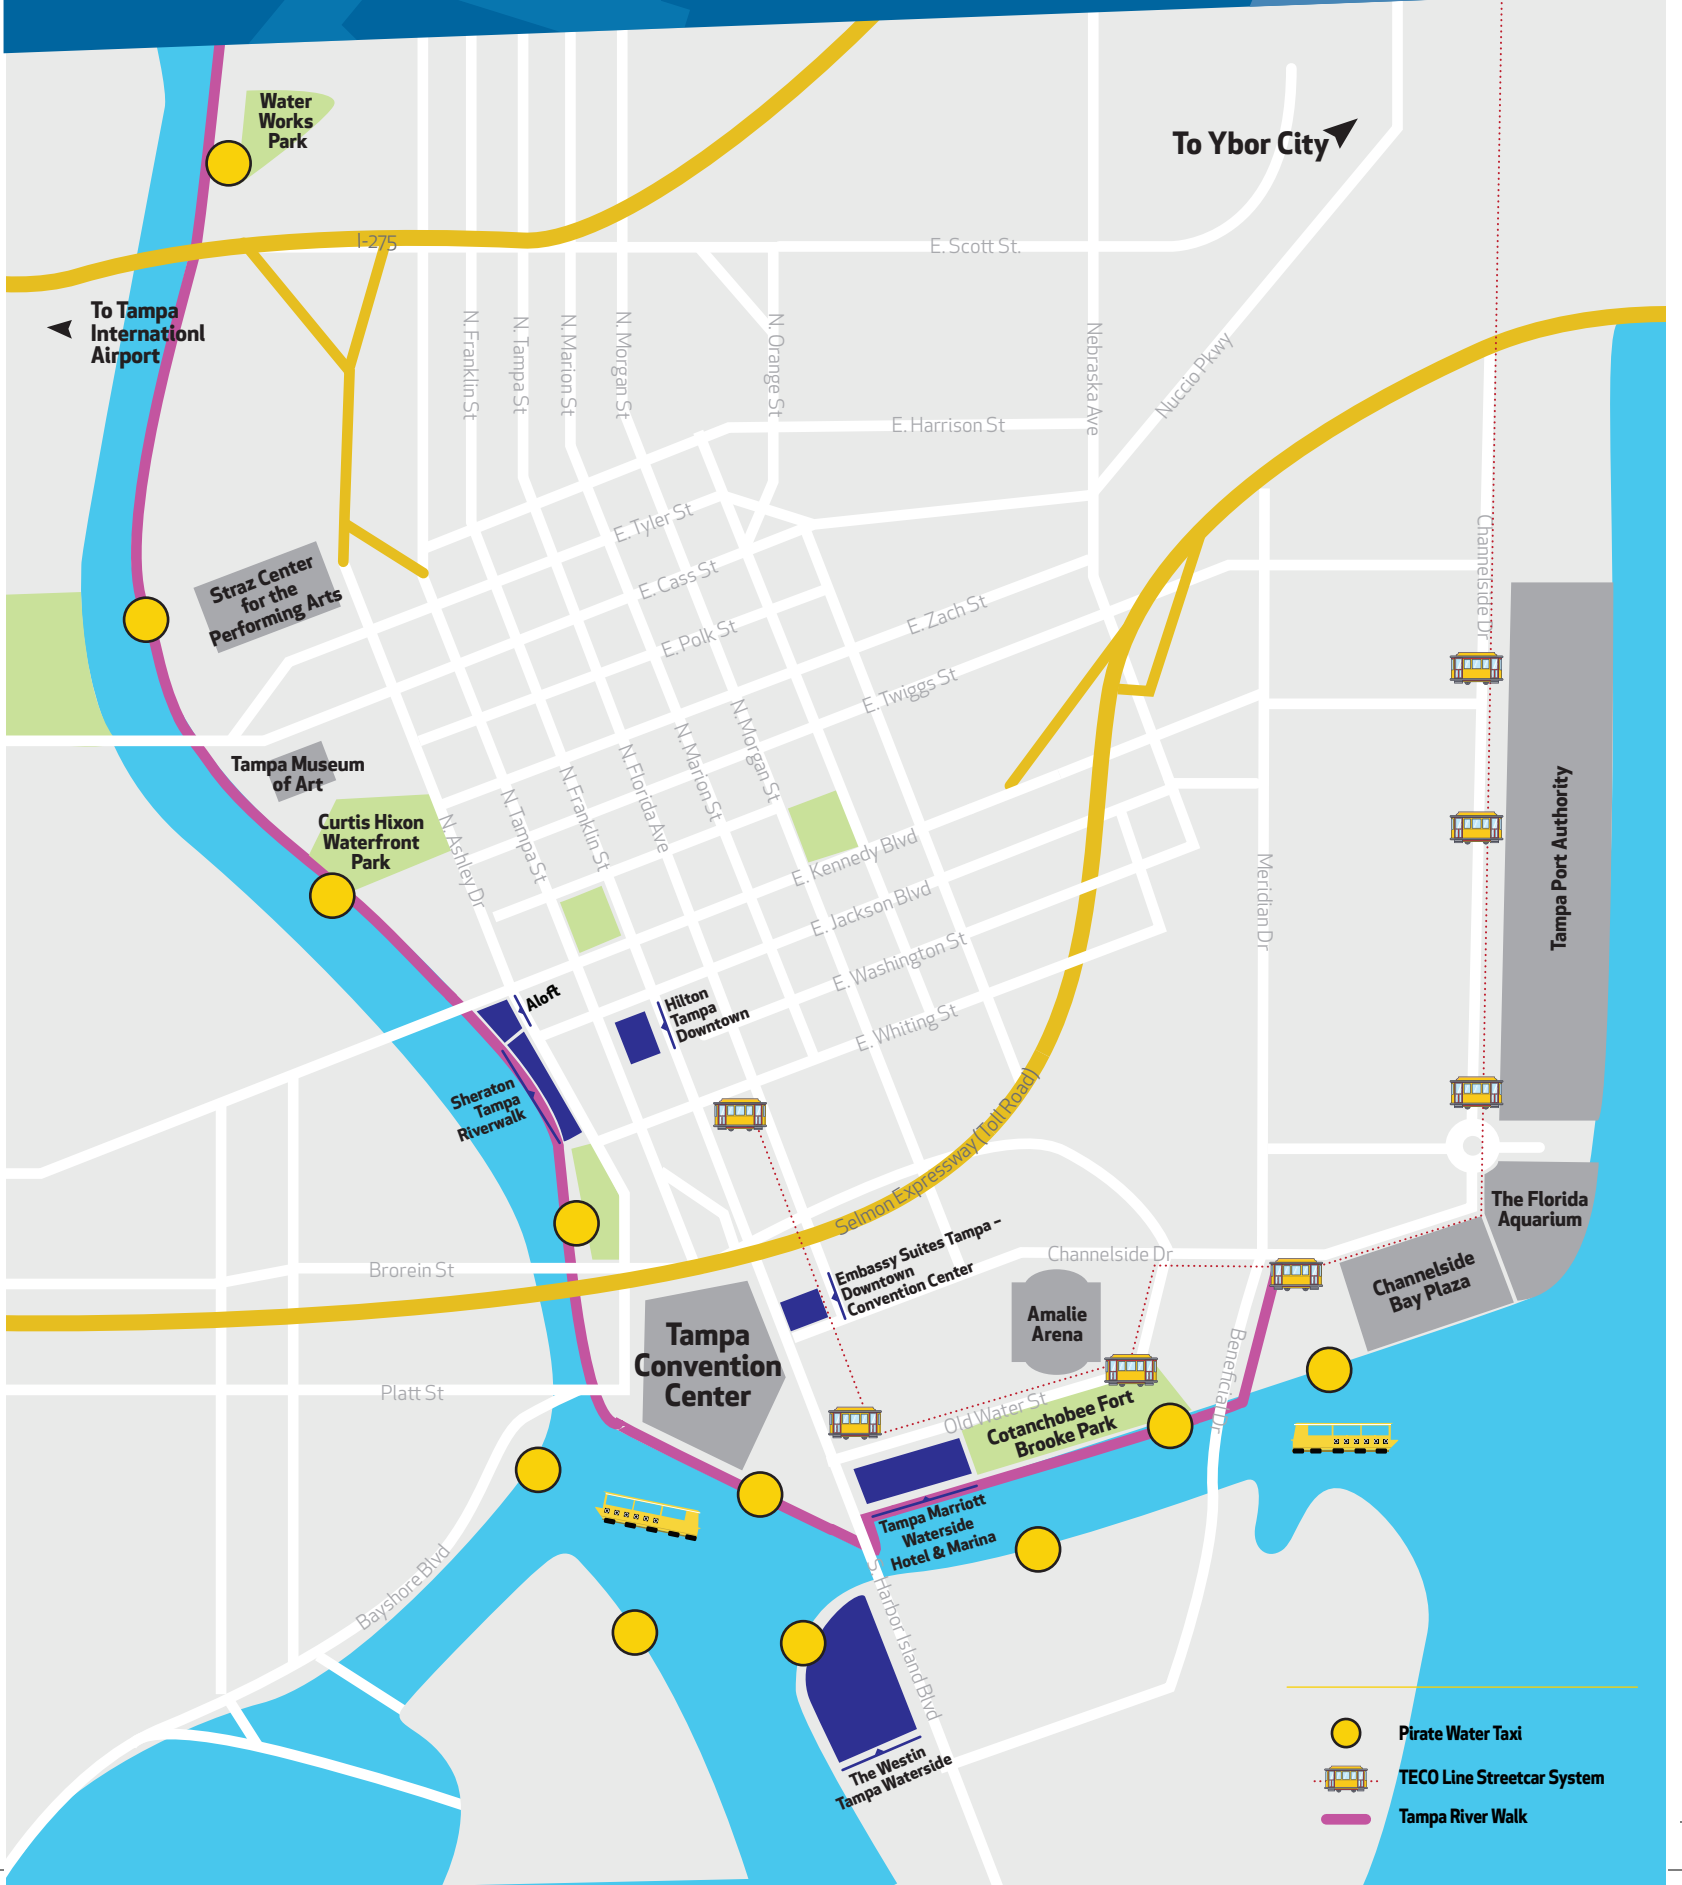 Water
Works
Park
To Ybor City
I-275
E. Scott St.
To Tampa
Internationl
Airport
N. Franklin St
N. Tampa St
N. Marion St
N. Morgan St
N. Orange St
Nebraska Ave
Nuccio Pkwy
E. Harrison St
E. Tyler St
E. Cass St
E. Polk St
E. Zach St
E. Twiggs St
Channelside Dr
Straz Center
for the
Performing Arts
Tampa Museum
of Art
Curtis Hixon
Waterfront
Park
N. Ashley Dr
N. Tampa St
N. Franklin St
N. Florida Ave
N. Marion St
N. Morgan St
E. Kennedy Blvd
E. Jackson Blvd
E. Washington St
E. Whiting St
Meridian Dr
Tampa Port Authority
Aloft
Hilton
Tampa
Downtown
Sheraton
Tampa
Riverwalk
Selmon Expressway (Toll Road)
The Florida
Aquarium
Brorein St
Channelside Dr
Embassy Suites Tampa –
Downtown
Convention Center
Channelside
Bay Plaza
Amalie
Arena
Tampa
Convention
Center
Beneficial Dr
Platt St
Old Water St
Cotanchobee Fort
Brooke Park
Tampa Marriott
Waterside
Hotel & Marina
Bayshore Blvd
S. Harbor Island Blvd
The Westin
Tampa Waterside
Pirate Water Taxi
TECO Line Streetcar System
Tampa River Walk